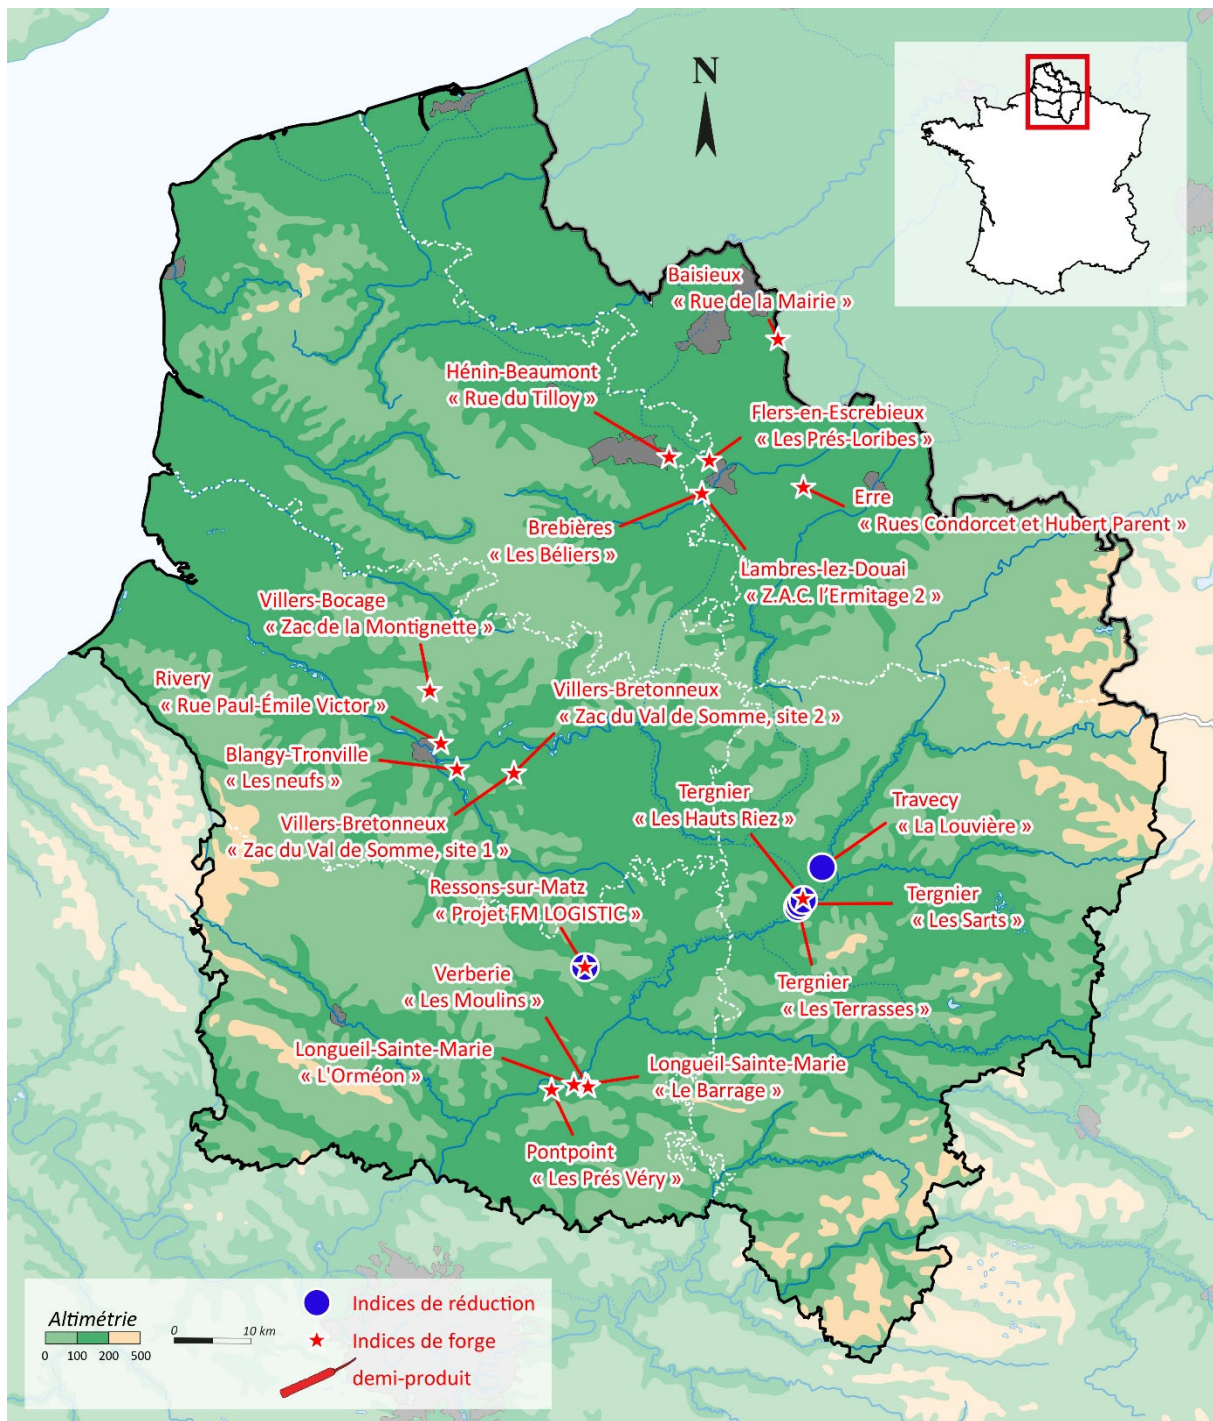 N
Baisieux
« Rue de la Mairie »
Hénin-Beaumont
« Rue du Tilloy »
Flers-en-Escrebieux
« Les Prés-Loribes »
Erre
« Rues Condorcet et Hubert Parent »
Brebières
« Les Béliers »
Lambres-lez-Douai
« Z.A.C. l'Ermitage 2 »
Villers-Bocage
« Zac de la Montignette »
Rivery
« Rue Paul-Émile Victor »
Villers-Bretonneux
« Zac du Val de Somme, site 2 »
Blangy-Tronville
« Les neufs »
Villers-Bretonneux
« Zac du Val de Somme, site 1 »
Tergnier
« Les Hauts Riez »
Travecy
« La Louvière »
Ressons-sur-Matz
« Projet FM LOGISTIC »
Tergnier
« Les Sarts »
Verberie
« Les Moulins »
Tergnier
« Les Terrasses »
Longueil-Sainte-Marie
« L'Orméon »
Longueil-Sainte-Marie
« Le Barrage »
Pontpoint
« Les Prés Véry »
Altimétrie
0 100 200 500
0 10 km
Indices de réduction
Indices de forge
demi-produit